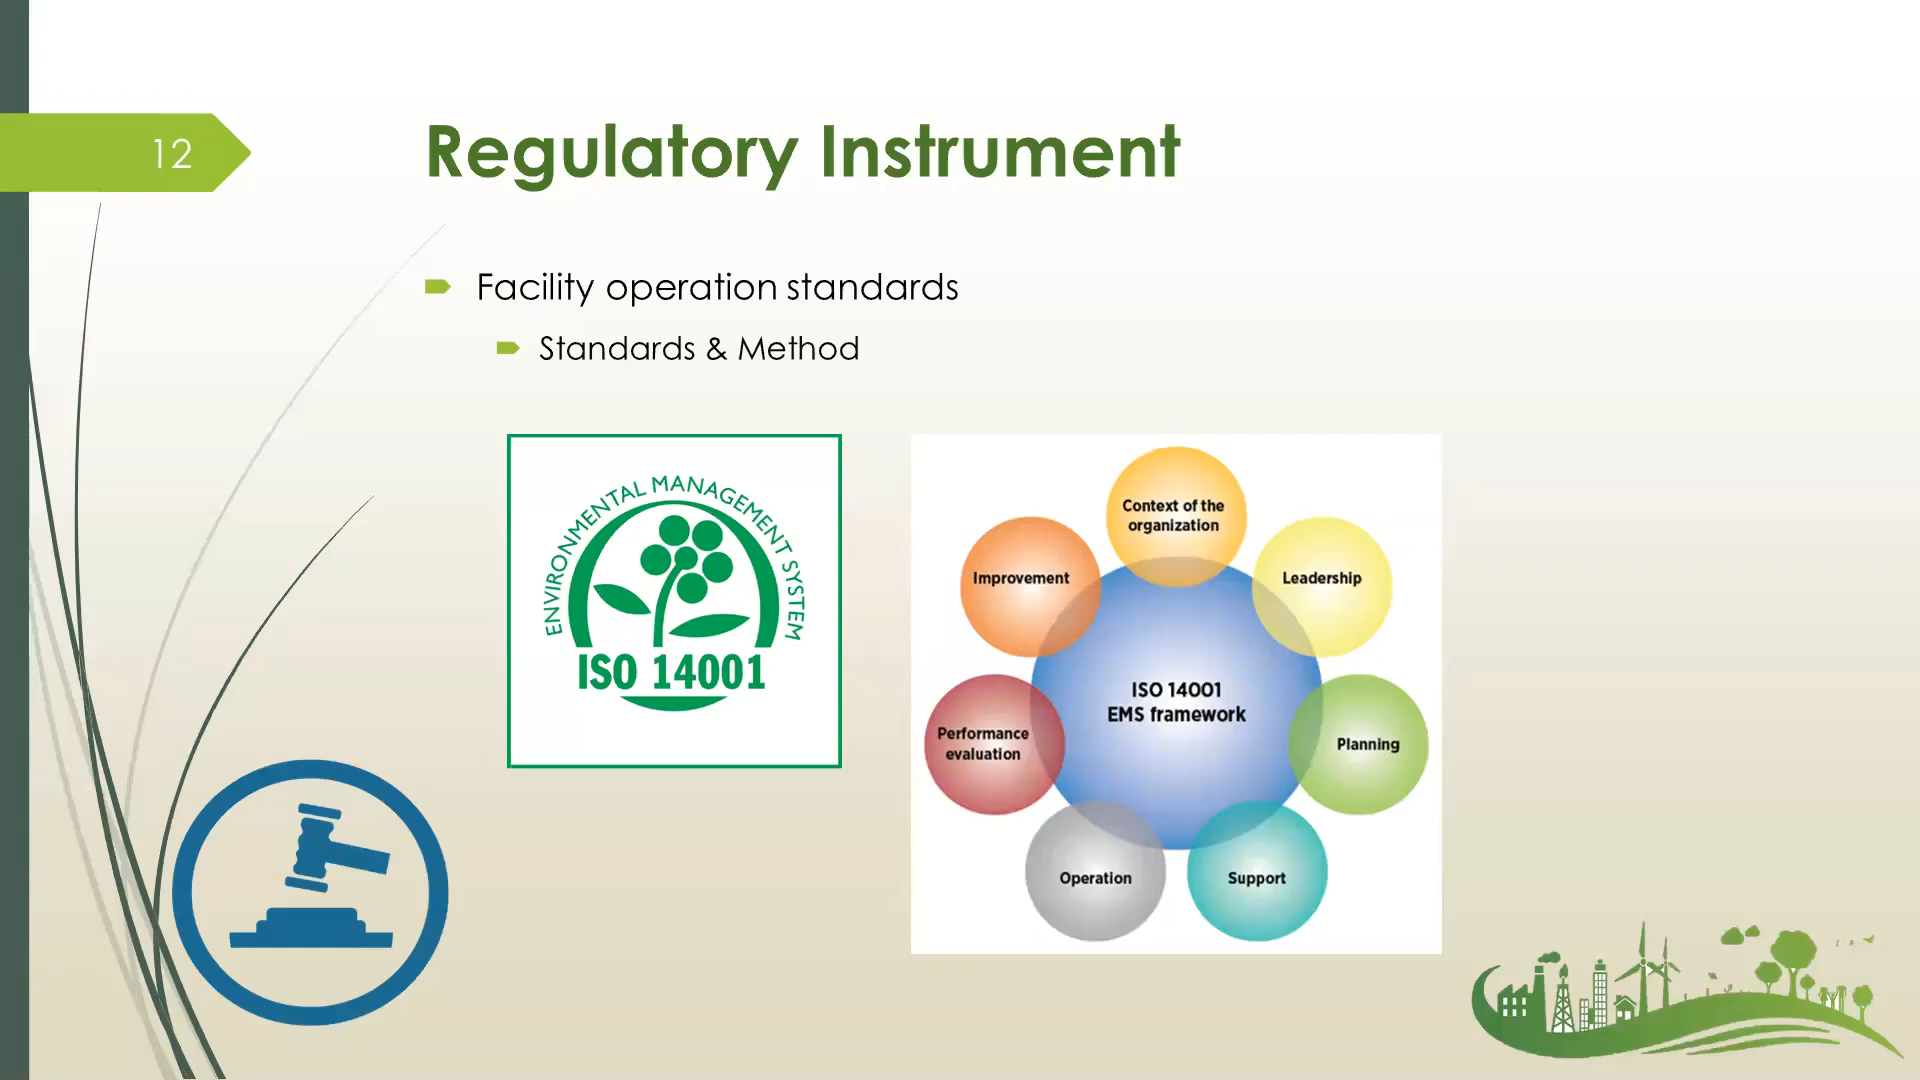 12
Regulatory Instrument
Facility operation standards
Standards & Method
ENVIRONMENTAL MANAGEMENT SYSTEM
ISO 14001
Context of the
organization
Improvement
Leadership
ISO 14001
EMS framework
Performance
evaluation
Planning
Operation
Support